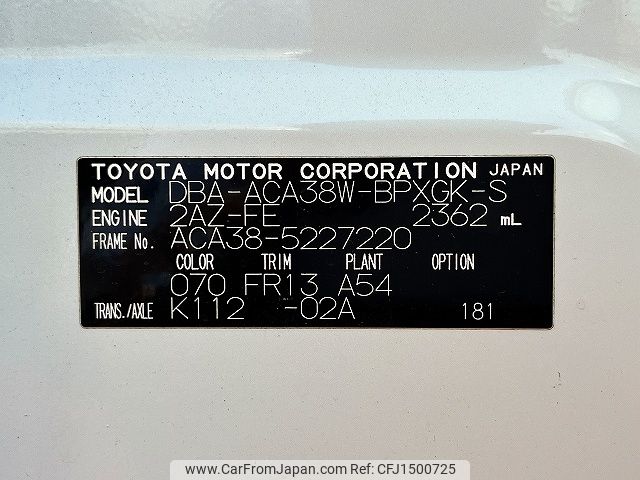 TOYOTA MOTOR CORPORATION JAPAN
MODEL DBA-ACA38W-BPXGK-S
ENGINE 2AZ-FE 2362 mL
FRAME No. ACA38-5227220
COLOR TRIM PLANT OPTION
070 FR13 A54
TRANS./AXLE K112 -02A 181
www.CarFromJapan.com - CFJ1500725